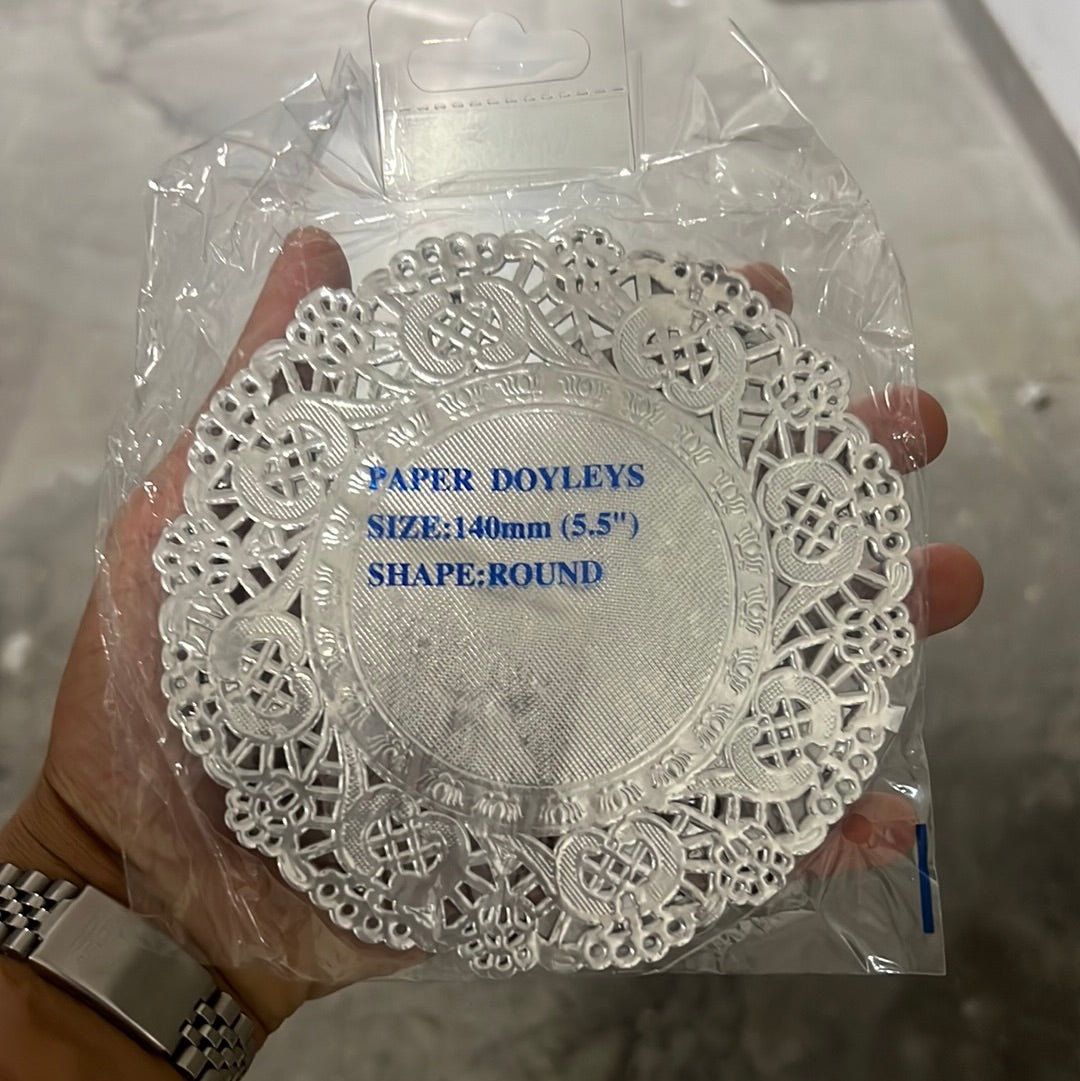 PAPER DOYLEYS
SIZE:140mm (5.5")
SHAPE:ROUND